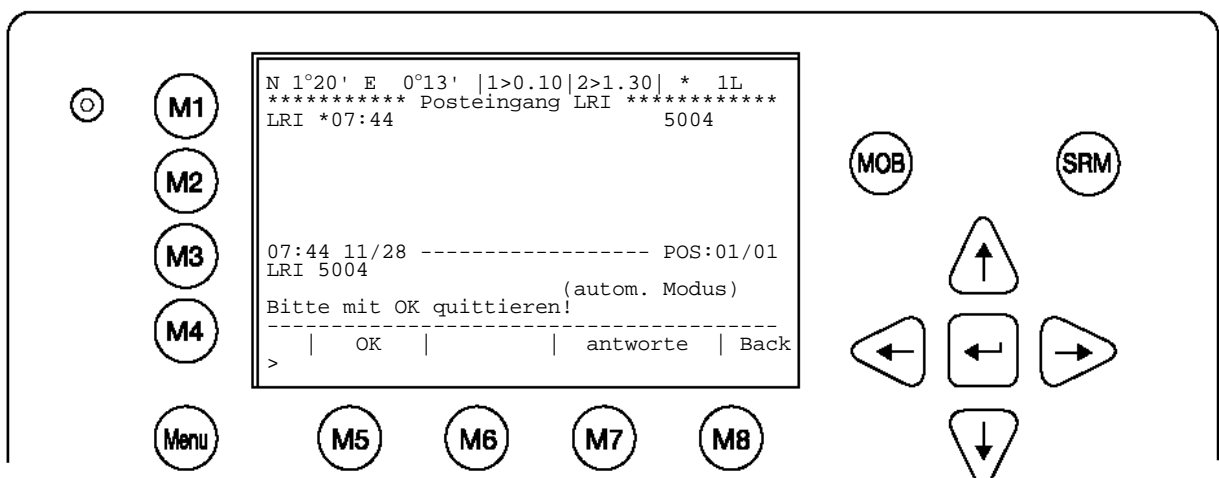 N 1°20' E  0°13' |1>0.10|2>1.30| *  1L
*********** Posteingang LRI ************
LRI *07:44                     5004
07:44 11/28 ------------------ POS:01/01
LRI 5004
(autom. Modus)
Bitte mit OK quittieren!
----------------------------------------
|   OK   |         |  antworte  | Back
>
M1
M2
M3
M4
Menu
M5
M6
M7
M8
MOB
SRM